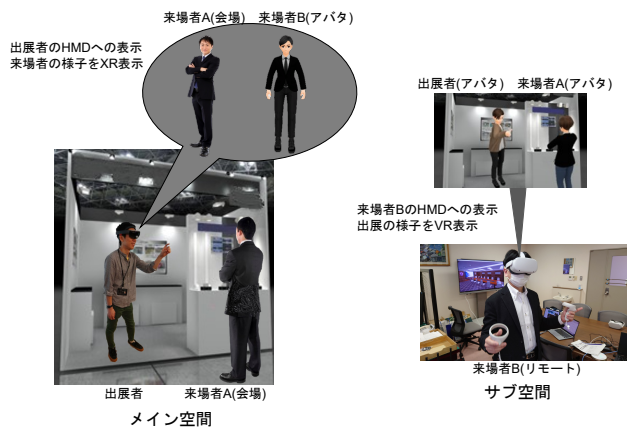 来場者A(会場) 来場者B(アバタ)
出展者のHMDへの表示
来場者の様子をXR表示
出展者(アバタ) 来場者A(アバタ)
来場者BのHMDへの表示
出展の様子をVR表示
出展者 来場者A(会場)
メイン空間
来場者B(リモート)
サブ空間